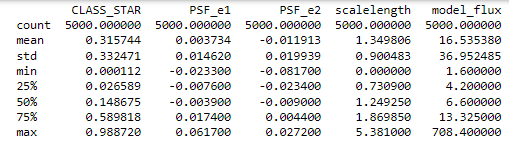 CLASS_STAR PSF_e1 PSF_e2 scalelength model_flux
count 5000.000000 5000.000000 5000.000000 5000.000000 5000.000000
mean 0.315744 0.003734 -0.011913 1.349806 16.535380
std 0.332471 0.014620 0.019939 0.900483 36.952485
min 0.000112 -0.023300 -0.081700 0.000000 1.600000
25% 0.026589 -0.007600 -0.023400 0.730900 4.200000
50% 0.148675 -0.003900 -0.009000 1.249250 6.600000
75% 0.589818 0.017400 0.004400 1.869850 13.325000
max 0.988720 0.061700 0.027200 5.381000 708.400000